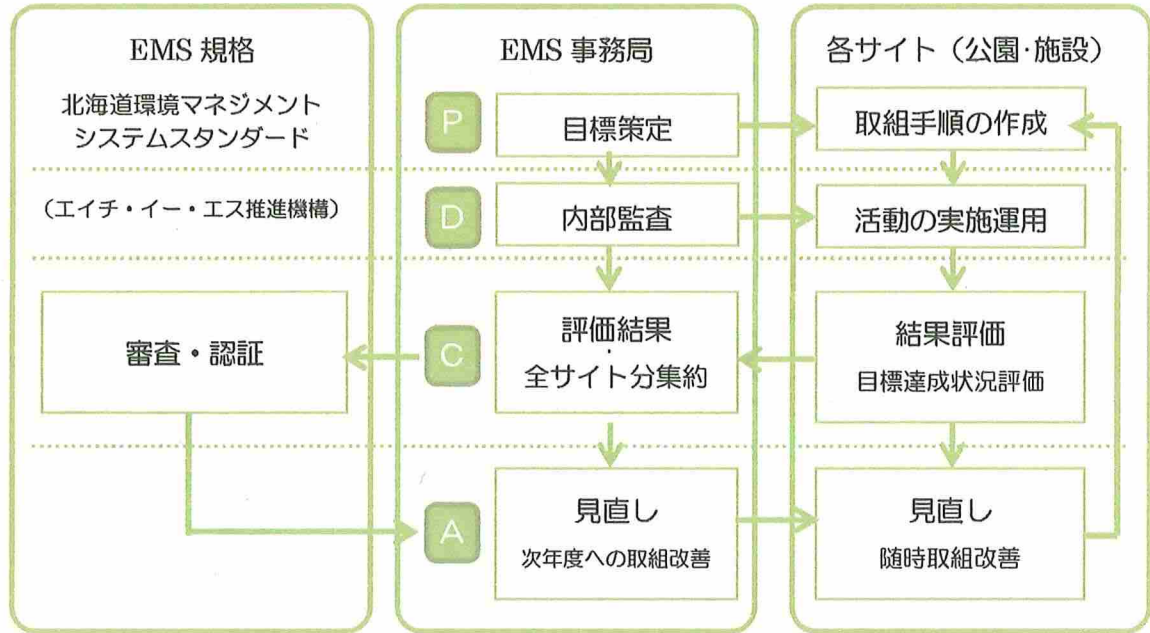 EMS 規格
北海道環境マネジメント
システムスタンダード
（エイチ・イー・エス推進機構）
審査・認証
EMS 事務局
P
目標策定
D
内部監査
C
評価結果
・
全サイト分集約
A
見直し
次年度への取組改善
各サイト（公園・施設）
取組手順の作成
活動の実施運用
結果評価
目標達成状況評価
見直し
随時取組改善